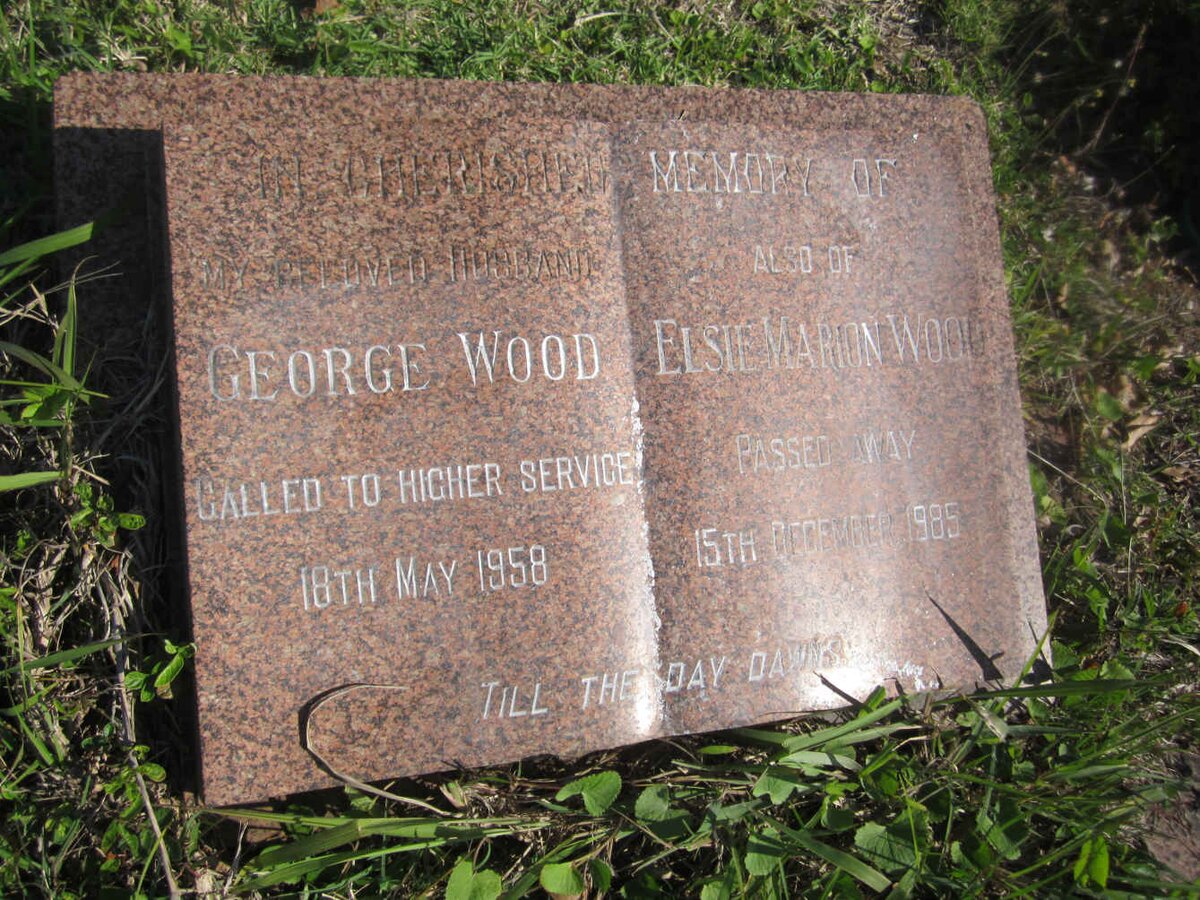 IN CHERISHED MEMORY OF
MY BELOVED HUSBAND
GEORGE WOOD
CALLED TO HIGHER SERVICE
18TH MAY 1958
ALSO OF
ELSIE MARION WOOD
PASSED AWAY
15TH DECEMBER 1985
TILL THE DAY DAWNS